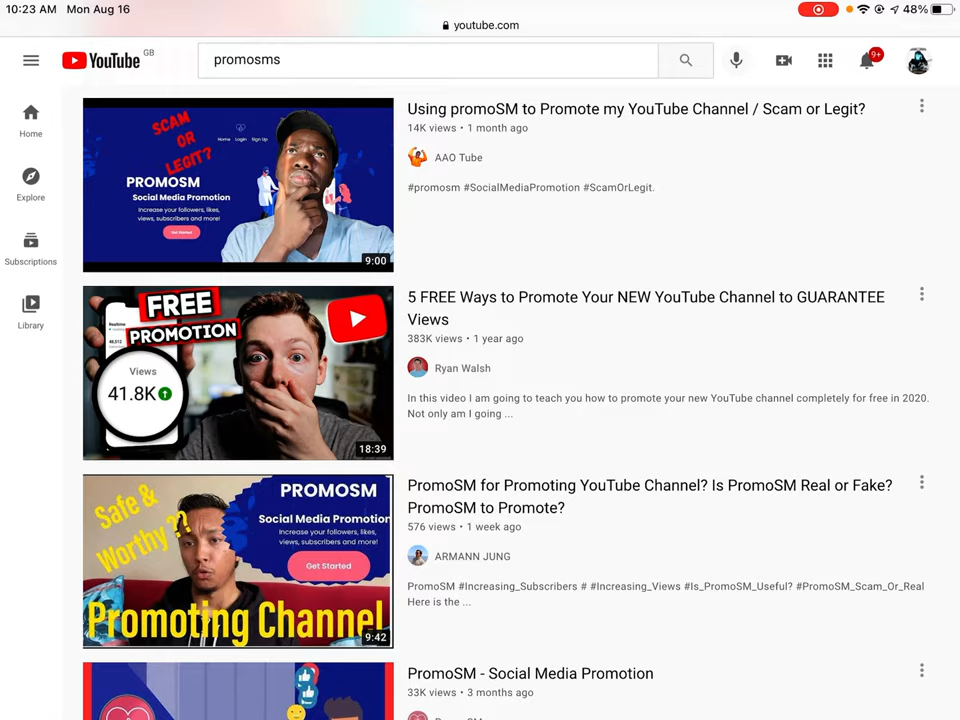 10:23 AM Mon Aug 16
48%
youtube.com
YouTube GB
promosms
9+
Home
Explore
Subscriptions
Library
SCAM
OR
LEGIT?
Home Login Sign Up
PROMOSM
Social Media Promotion
Increase your followers, likes,
views, subscribers and more!
Get Started
9:00
Using promoSM to Promote my YouTube Channel / Scam or Legit?
14K views • 1 month ago
AAO Tube
#promosm #SocialMediaPromotion #ScamOrLegit.
FREE
PROMOTION
Realtime
Views
41.8K
18:39
5 FREE Ways to Promote Your NEW YouTube Channel to GUARANTEE
Views
383K views • 1 year ago
Ryan Walsh
In this video I am going to teach you how to promote your new YouTube channel completely for free in 2020.
Not only am I going ...
Safe &
Worthy ??
PROMOSM
Social Media Promotion
Increase your followers, likes,
views, subscribers and more!
Get Started
Promoting Channel
9:42
PromoSM for Promoting YouTube Channel? Is PromoSM Real or Fake?
PromoSM to Promote?
576 views • 1 week ago
ARMANN JUNG
PromoSM #Increasing_Subscribers # #Increasing_Views #Is_PromoSM_Useful? #PromoSM_Scam_Or_Real
Here is the ...
PromoSM - Social Media Promotion
33K views • 3 months ago